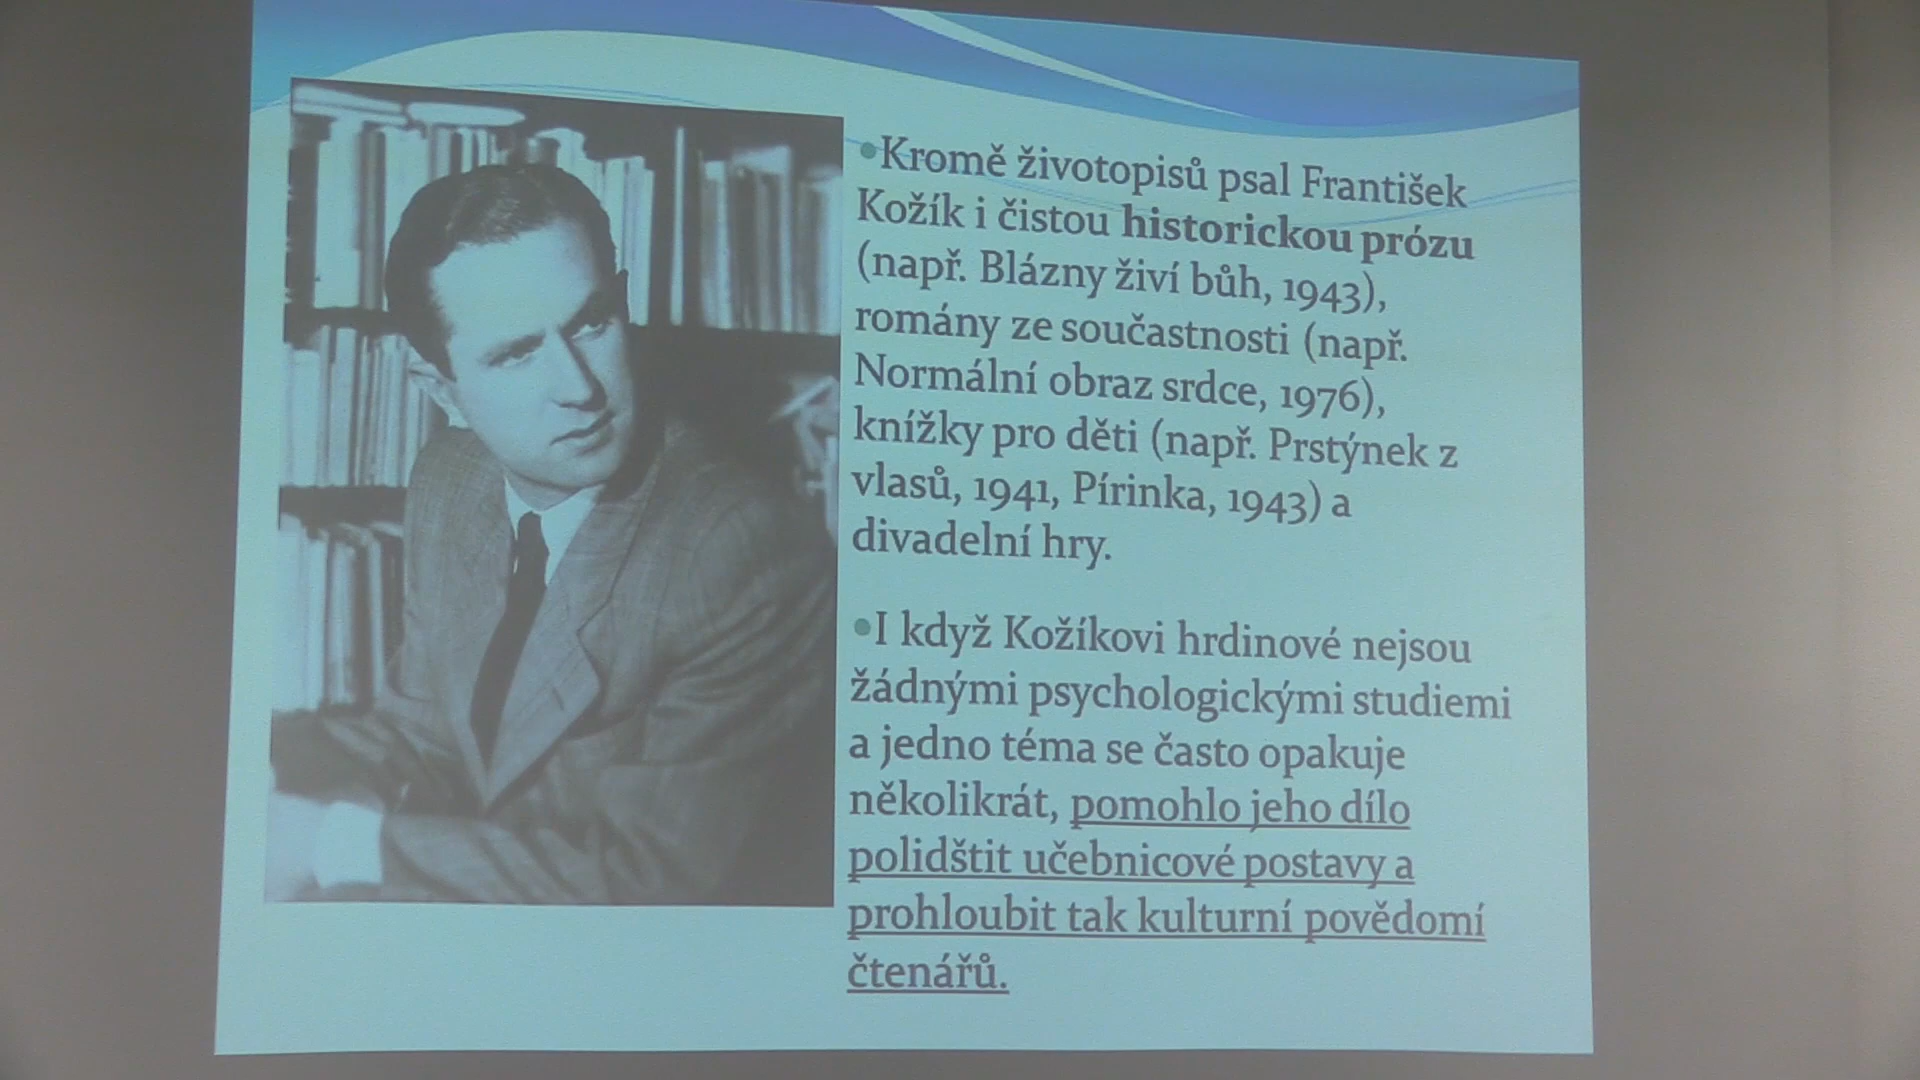 •Kromě životopisů psal František
Kožík i čistou historickou prózu
(např. Blázny živí bůh, 1943),
romány ze součastnosti (např.
Normální obraz srdce, 1976),
knížky pro děti (např. Prstýnek z
vlasů, 1941, Pírinka, 1943) a
divadelní hry.
•I když Kožíkovi hrdinové nejsou
žádnými psychologickými studiemi
a jedno téma se často opakuje
několikrát, pomohlo jeho dílo
polidštit učebnicové postavy a
prohloubit tak kulturní povědomí
čtenářů.